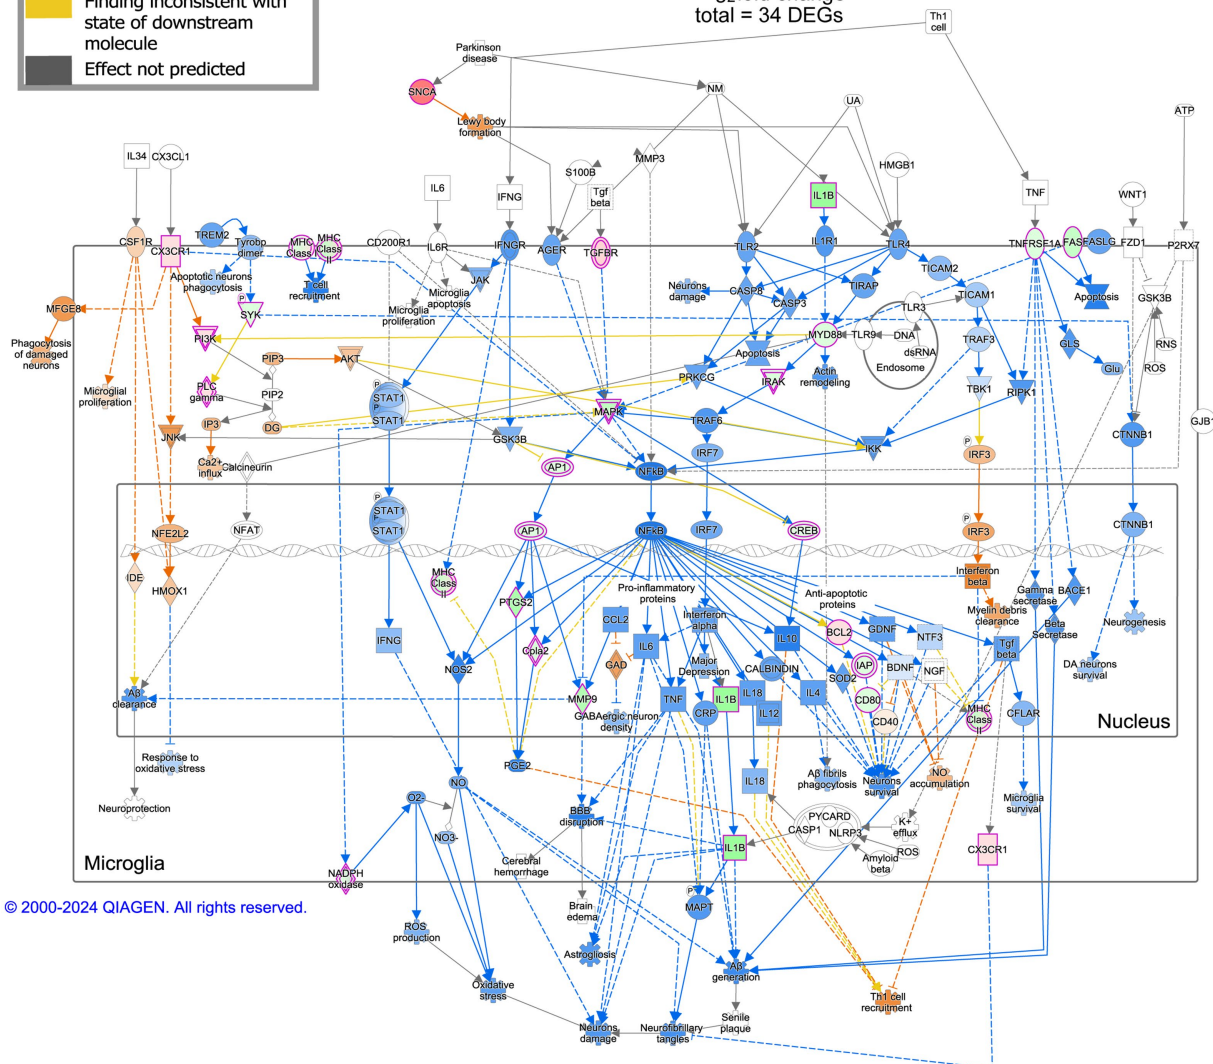 Finding inconsistent with
state of downstream
molecule
Effect not predicted
total = 34 DEGs
Th1
cell
Parkinson
disease
SNCA
NM
UA
ATP
Lewy body
formation
MMP3
IL34
CX3CL1
S100B
HMGB1
IL6
IFNG
Tgf
beta
IL1B
TNF
WNT1
CSF1R
CX3CR1
TREM2
Tyrobp
dimer
MHC
Class I
MHC
Class
II
CD200R1
IL6R
IFNGR
AGER
TGFBR
TLR2
IL1R1
TLR4
TNFRSF1A
FAS
FASLG
FZD1
P2RX7
Apoptotic neurons
phagocytosis
T cell
recruitment
JAK
Microglia
apoptosis
Microglia
proliferation
Neurons
damage
CASP8
CASP3
TIRAP
TICAM2
TICAM1
Apoptosis
GSK3B
MFGE8
P
SYK
TLR3
Phagocytosis
of damaged
neurons
PI3K
MYD88
TLR9
DNA
dsRNA
Endosome
TRAF3
GLS
RNS
ROS
PIP3
AKT
Apoptosis
Actin
remodeling
Glu
Microglial
proliferation
PLC
gamma
PIP2
PRKCG
IRAK
TBK1
RIPK1
P
STAT1
P
STAT1
MAPK
TRAF6
GJB1
JNK
IP3
DG
GSK3B
IRF7
IKK
P
IRF3
CTNNB1
Ca2+
influx
Calcineurin
AP1
NFkB
P
STAT1
P
STAT1
NFE2L2
NFAT
AP1
NFkB
IRF7
CREB
P
IRF3
CTNNB1
IDE
HMOX1
MHC
Class
II
PTGS2
Pro-inflammatory
proteins
Anti-apoptotic
proteins
Interferon
beta
Gamma
secretase
BACE1
Myelin debris
clearance
Beta
Secretase
Neurogenesis
IFNG
Cpla2
CCL2
IL6
Interferon
alpha
IL10
BCL2
GDNF
NTF3
Tgf
beta
NOS2
GAD
Major
Depression
CALBINDIN
SOD2
IAP
BDNF
NGF
DA neurons
survival
Aβ
clearance
MMP9
GABAergic neuron
density
TNF
CRP
IL1B
IL18
IL12
IL4
CD80
CD40
MHC
Class
II
CFLAR
Nucleus
Response to
oxidative stress
PGE2
NO
IL18
Aβ fibrils
phagocytosis
Neurons
survival
NO
accumulation
Microglia
survival
Neuroprotection
O2-
NO3-
BBB
disruption
PYCARD
CASP1
NLRP3
K+
efflux
ROS
Amyloid
beta
IL1B
CX3CR1
Microglia
NADPH
oxidase
Cerebral
hemorrhage
© 2000-2024 QIAGEN. All rights reserved.
Brain
edema
P
MAPT
ROS
production
Astrogliosis
Aβ
generation
Oxidative
stress
Th1 cell
recruitment
Neurons
damage
Neurofibrillary
tangles
Senile
plaque